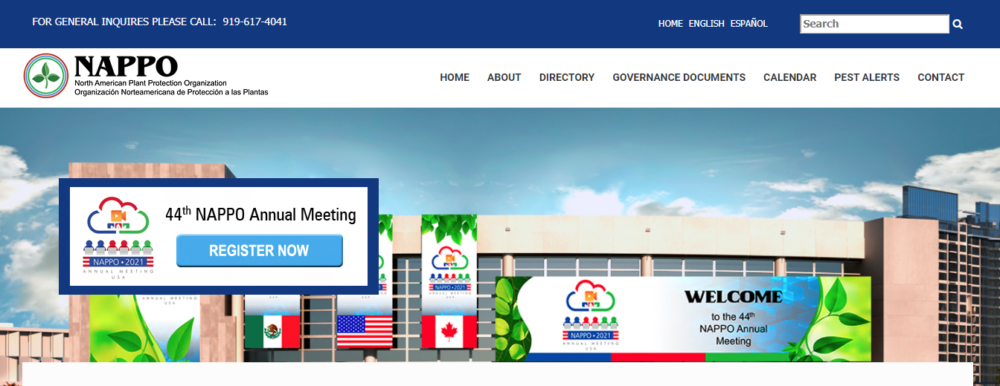 FOR GENERAL INQUIRES PLEASE CALL: 919-617-4041
HOME ENGLISH ESPAÑOL
Search
NAPPO
North American Plant Protection Organization
Organización Norteamericana de Protección a las Plantas
HOME ABOUT DIRECTORY GOVERNANCE DOCUMENTS CALENDAR PEST ALERTS CONTACT
44th NAPPO Annual Meeting
REGISTER NOW
NAPPO • 2021
ANNUAL MEETING
USA
ANNUAL MEETING
USA
NAPPO • 2021
ANNUAL MEETING
USA
NAPPO • 2021
ANNUAL MEETING
USA
WELCOME
to the 44th
NAPPO Annual
Meeting